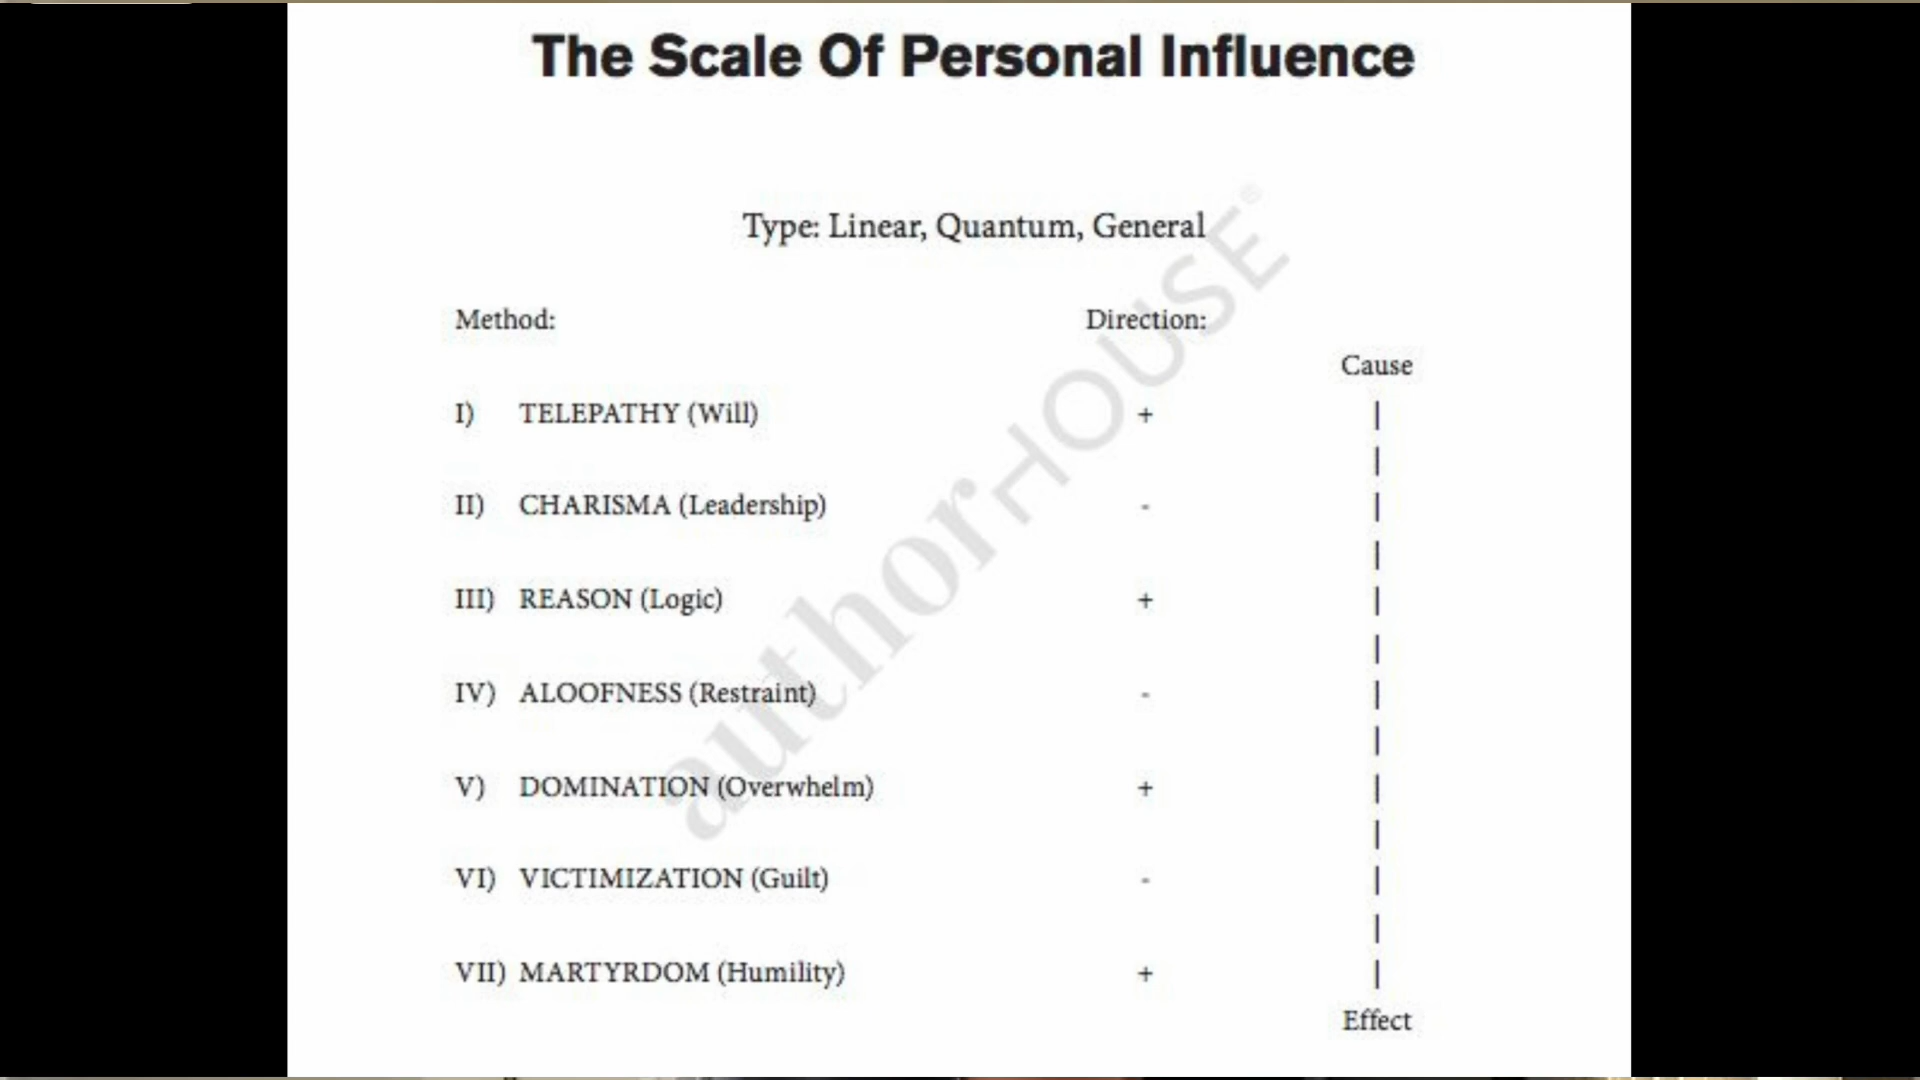 The Scale Of Personal Influence
Type: Linear, Quantum, General
Method: Direction:
Cause
I) TELEPATHY (Will) + |
|
II) CHARISMA (Leadership) - |
|
III) REASON (Logic) + |
|
IV) ALOOFNESS (Restraint) - |
|
V) DOMINATION (Overwhelm) + |
|
VI) VICTIMIZATION (Guilt) - |
|
VII) MARTYRDOM (Humility) + |
Effect
authorHOUSE®